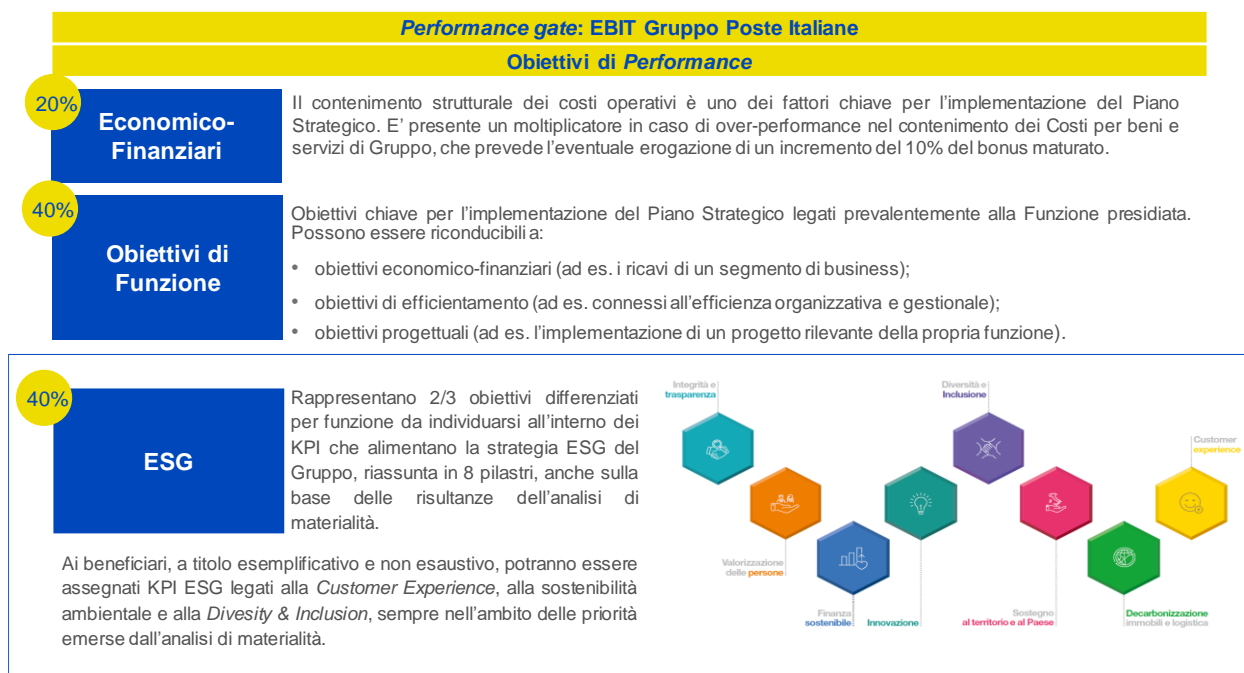 Performance gate: EBIT Gruppo Poste Italiane
Obiettivi di Performance
20%
Economico-
Finanziari
Il contenimento strutturale dei costi operativi è uno dei fattori chiave per l'implementazione del Piano
Strategico. E' presente un moltiplicatore in caso di over-performance nel contenimento dei Costi per beni e
servizi di Gruppo, che prevede l'eventuale erogazione di un incremento del 10% del bonus maturato.
40%
Obiettivi di
Funzione
Obiettivi chiave per l'implementazione del Piano Strategico legati prevalentemente alla Funzione presidiata.
Possono essere riconducibili a:
• obiettivi economico-finanziari (ad es. i ricavi di un segmento di business);
• obiettivi di efficientamento (ad es. connessi all'efficienza organizzativa e gestionale);
• obiettivi progettuali (ad es. l'implementazione di un progetto rilevante della propria funzione).
40%
ESG
Rappresentano 2/3 obiettivi differenziati
per funzione da individuarsi all'interno dei
KPI che alimentano la strategia ESG del
Gruppo, riassunta in 8 pilastri, anche sulla
base delle risultanze dell'analisi di
materialità.
Ai beneficiari, a titolo esemplificativo e non esaustivo, potranno essere
assegnati KPI ESG legati alla Customer Experience, alla sostenibilità
ambientale e alla Divesity & Inclusion, sempre nell'ambito delle priorità
emerse dall'analisi di materialità.
Integrità e
trasparenza
Valorizzazione
delle persone
Finanza
sostenibile
Innovazione
Diversità e
Inclusione
Sostegno
al territorio e al Paese
Decarbonizzazione
immobili e logistica
Customer
experience